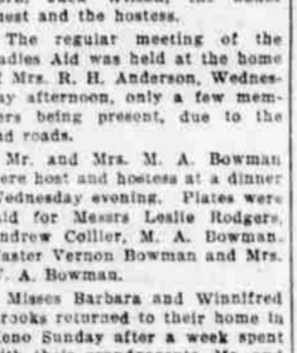 uest and the hostess.
The regular meeting of the
adies Aid was held at the home
f Mrs. R. H. Anderson, Wednes-
ay afternoon, only a few mem-
ers being present, due to the
ad roads.
Mr. and Mrs. M. A. Bowman
ere host and hostess at a dinner
Wednesday evening. Plates were
aid for Messrs Leslie Rodgers,
ndrew Collier, M. A. Bowman,
aster Vernon Bowman and Mrs.
A. Bowman.
Misses Barbara and Winnifred
rooks returned to their home in
eno Sunday after a week spent